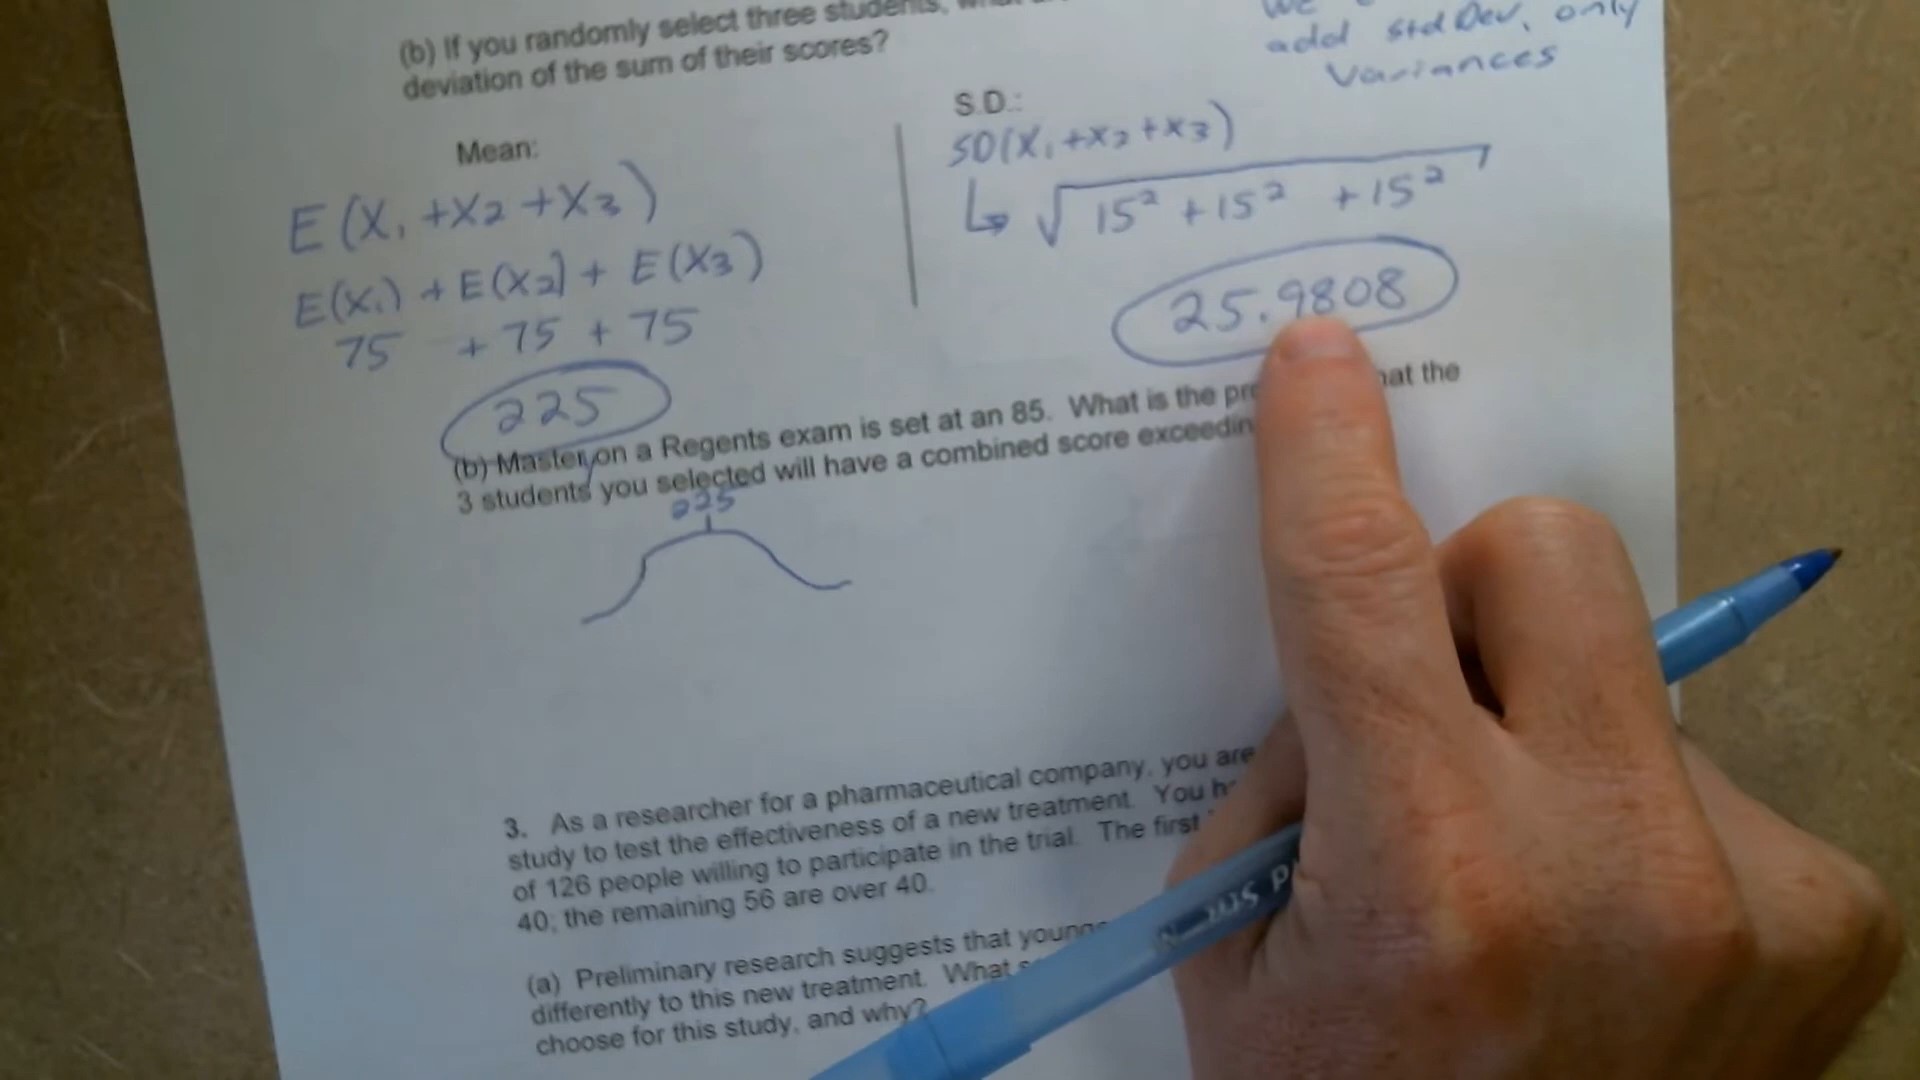 (b) If you randomly select three students,
deviation of the sum of their scores?
we
add std Dev, only
Variances
Mean:
E(X1 +X2 +X3)
E(X1) + E(X2) + E(X3)
75 + 75 + 75
225
S.D.:
SD(X1 +X2 +X3)
↳ √15² +15² +15²
25.9808
(b) Mastery on a Regents exam is set at an 85. What is the that the
3 students you selected will have a combined score
225
3. As a researcher for a pharmaceutical company, you are
study to test the effectiveness of a new treatment. You
of 126 people willing to participate in the trial. The first
40; the remaining 56 are over 40.
(a) Preliminary research suggests that
differently to this new treatment. What
choose for this study, and why?